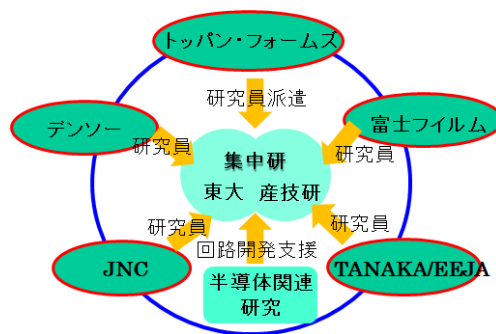 トッパン・フォームズ
研究員派遣
デンソー
富士フイルム
研究員
研究員
集中研
東大 産技研
研究員
研究員
回路開発支援
JNC
TANAKA/EEJA
半導体関連
研究